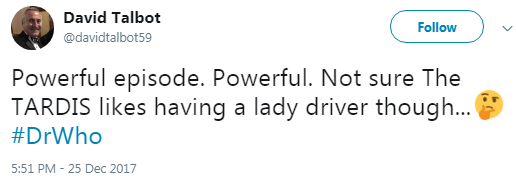 David Talbot
@davidtalbot59
Follow
Powerful episode. Powerful. Not sure The
TARDIS likes having a lady driver though...🤔
#DrWho
5:51 PM - 25 Dec 2017